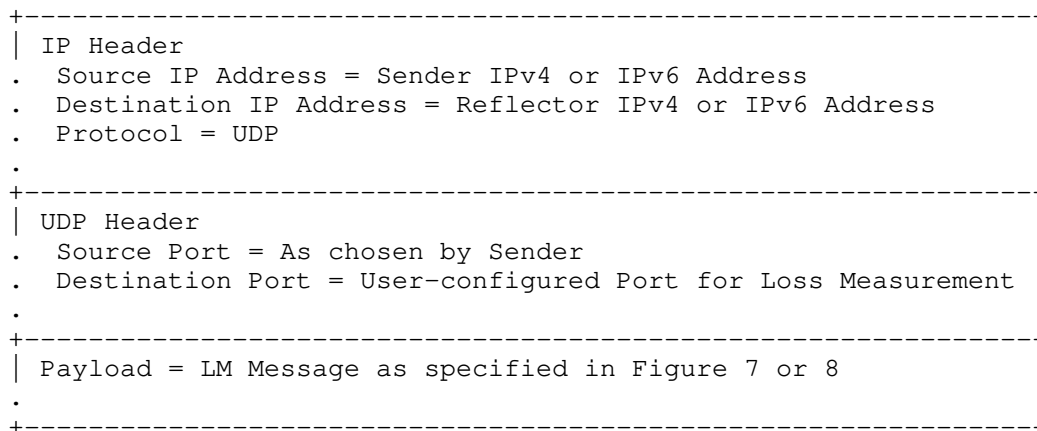 +---------------------------------------------------------------
| IP Header
. Source IP Address = Sender IPv4 or IPv6 Address
. Destination IP Address = Reflector IPv4 or IPv6 Address
. Protocol = UDP
.
+---------------------------------------------------------------
| UDP Header
. Source Port = As chosen by Sender
. Destination Port = User-configured Port for Loss Measurement
.
+---------------------------------------------------------------
| Payload = LM Message as specified in Figure 7 or 8
.
+---------------------------------------------------------------